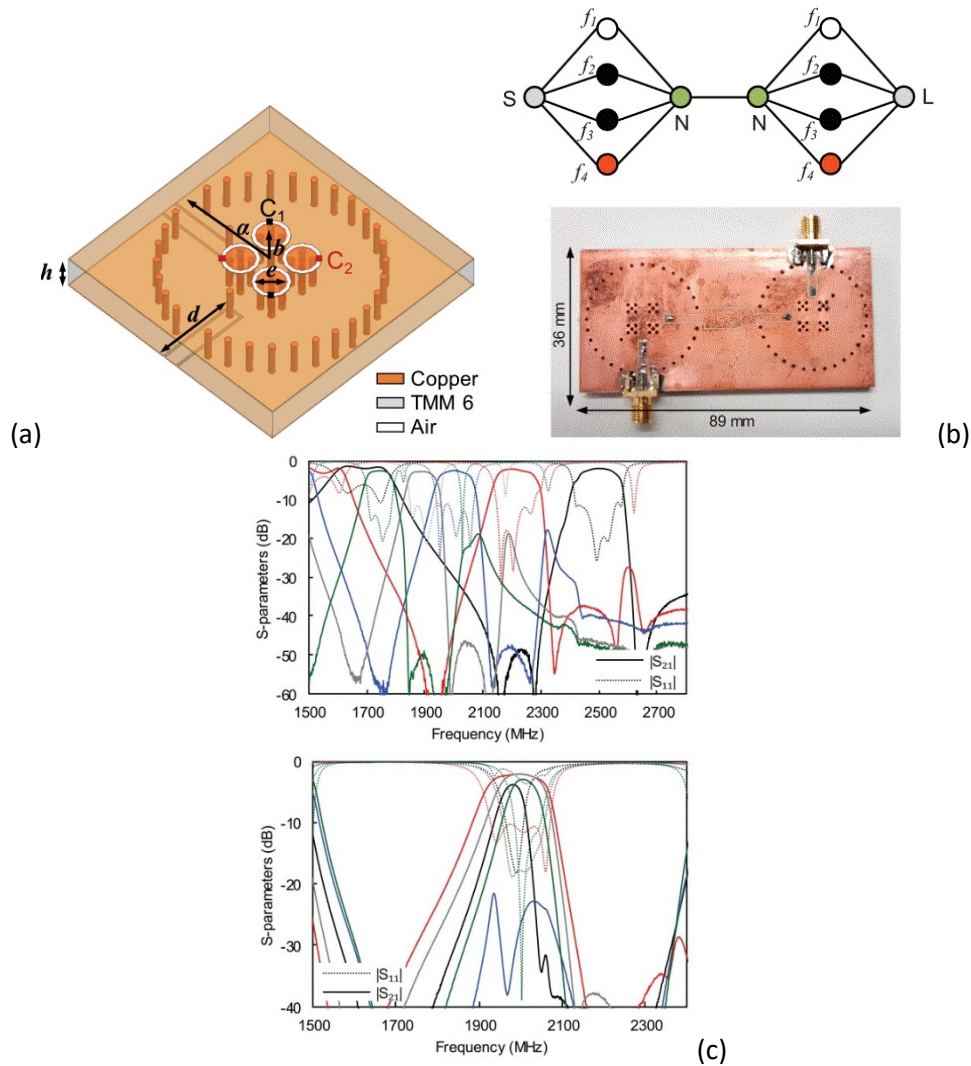 f1
f1
f2
f2
S
L
N
N
f3
f3
f4
f4
C1
a
b
C2
h
e
d
Copper
TMM 6
Air
(a)
36 mm
89 mm
(b)
0
-10
-20
-30
-40
-50
-60
S-parameters (dB)
|S21|
|S11|
1500 1700 1900 2100 2300 2500 2700
Frequency (MHz)
0
-10
-20
-30
-40
S-parameters (dB)
|S11|
|S21|
1500 1700 1900 2100 2300
Frequency (MHz)
(c)